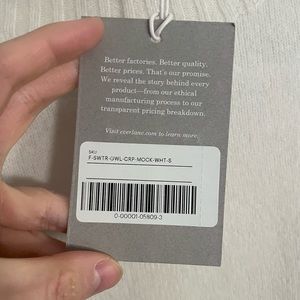 Better factories. Better quality.
Better prices. That's our promise.
We reveal the story behind every
product—from our ethical
manufacturing process to our
transparent pricing breakdown.
Visit everlane.com to learn more.
SKU
F-SWTR-UWL-CRP-MOCK-WHT-S
0-00001-05809-3